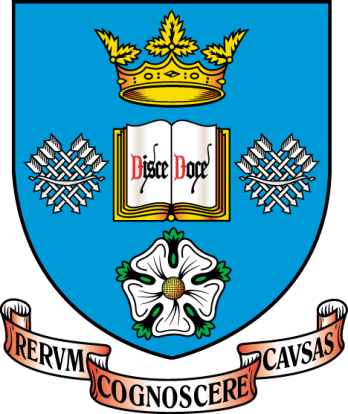 Disce Doce
RERVM
COGNOSCERE
CAVSAS